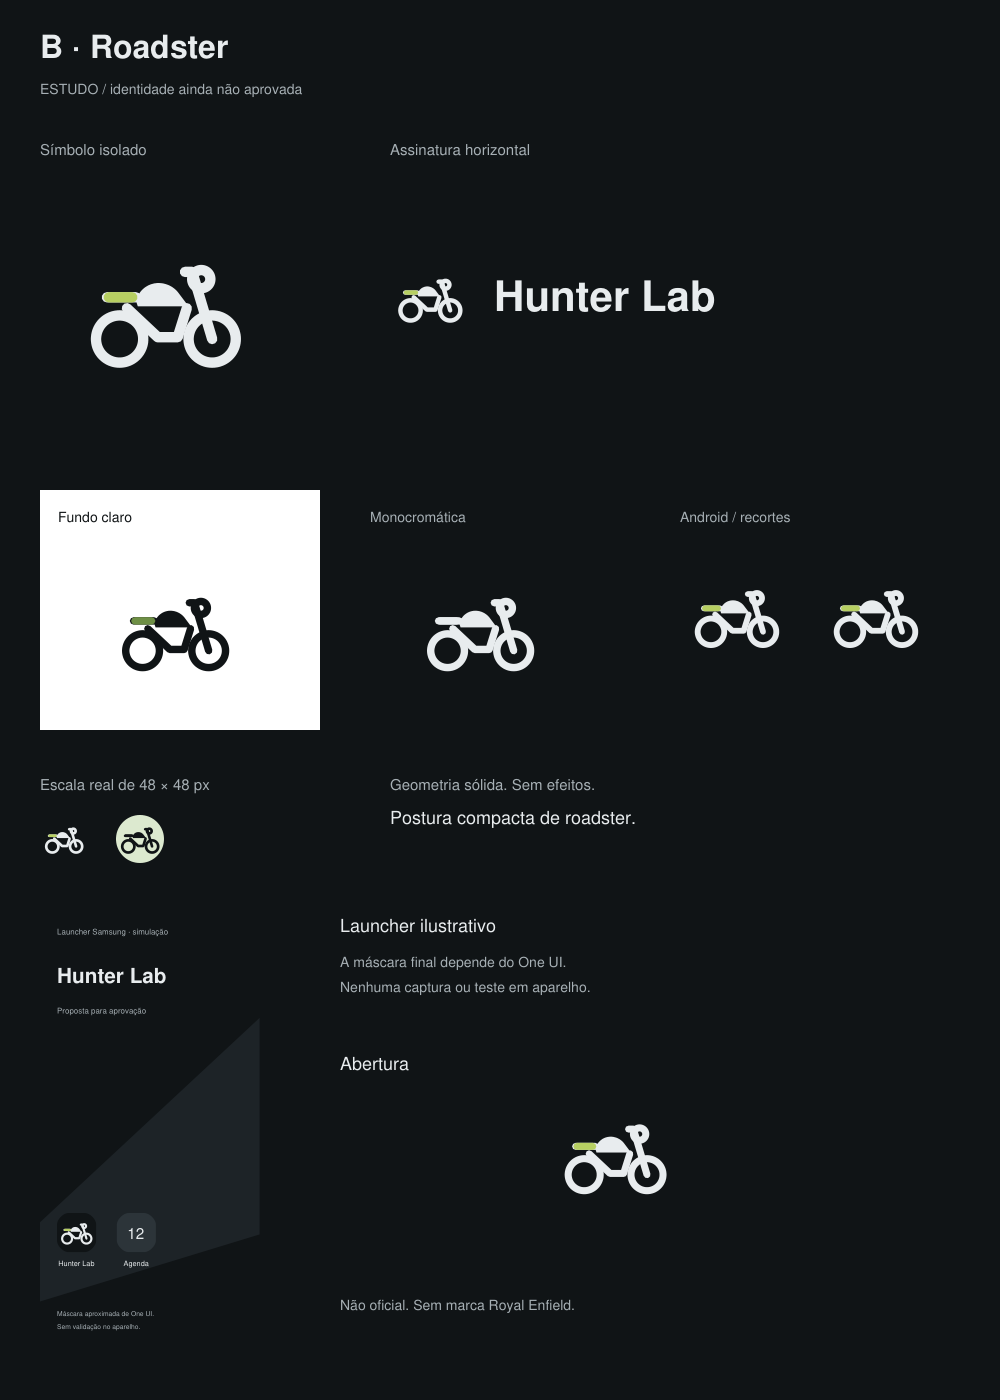 B · Roadster
ESTUDO / identidade ainda não aprovada
Símbolo isolado
Assinatura horizontal
Hunter Lab
Fundo claro
Monocromática
Android / recortes
Escala real de 48 × 48 px
Geometria sólida. Sem efeitos.
Postura compacta de roadster.
Launcher Samsung · simulação
Hunter Lab
Proposta para aprovação
12
Hunter Lab
Agenda
Máscara aproximada de One UI.
Sem validação no aparelho.
Launcher ilustrativo
A máscara final depende do One UI.
Nenhuma captura ou teste em aparelho.
Abertura
Não oficial. Sem marca Royal Enfield.